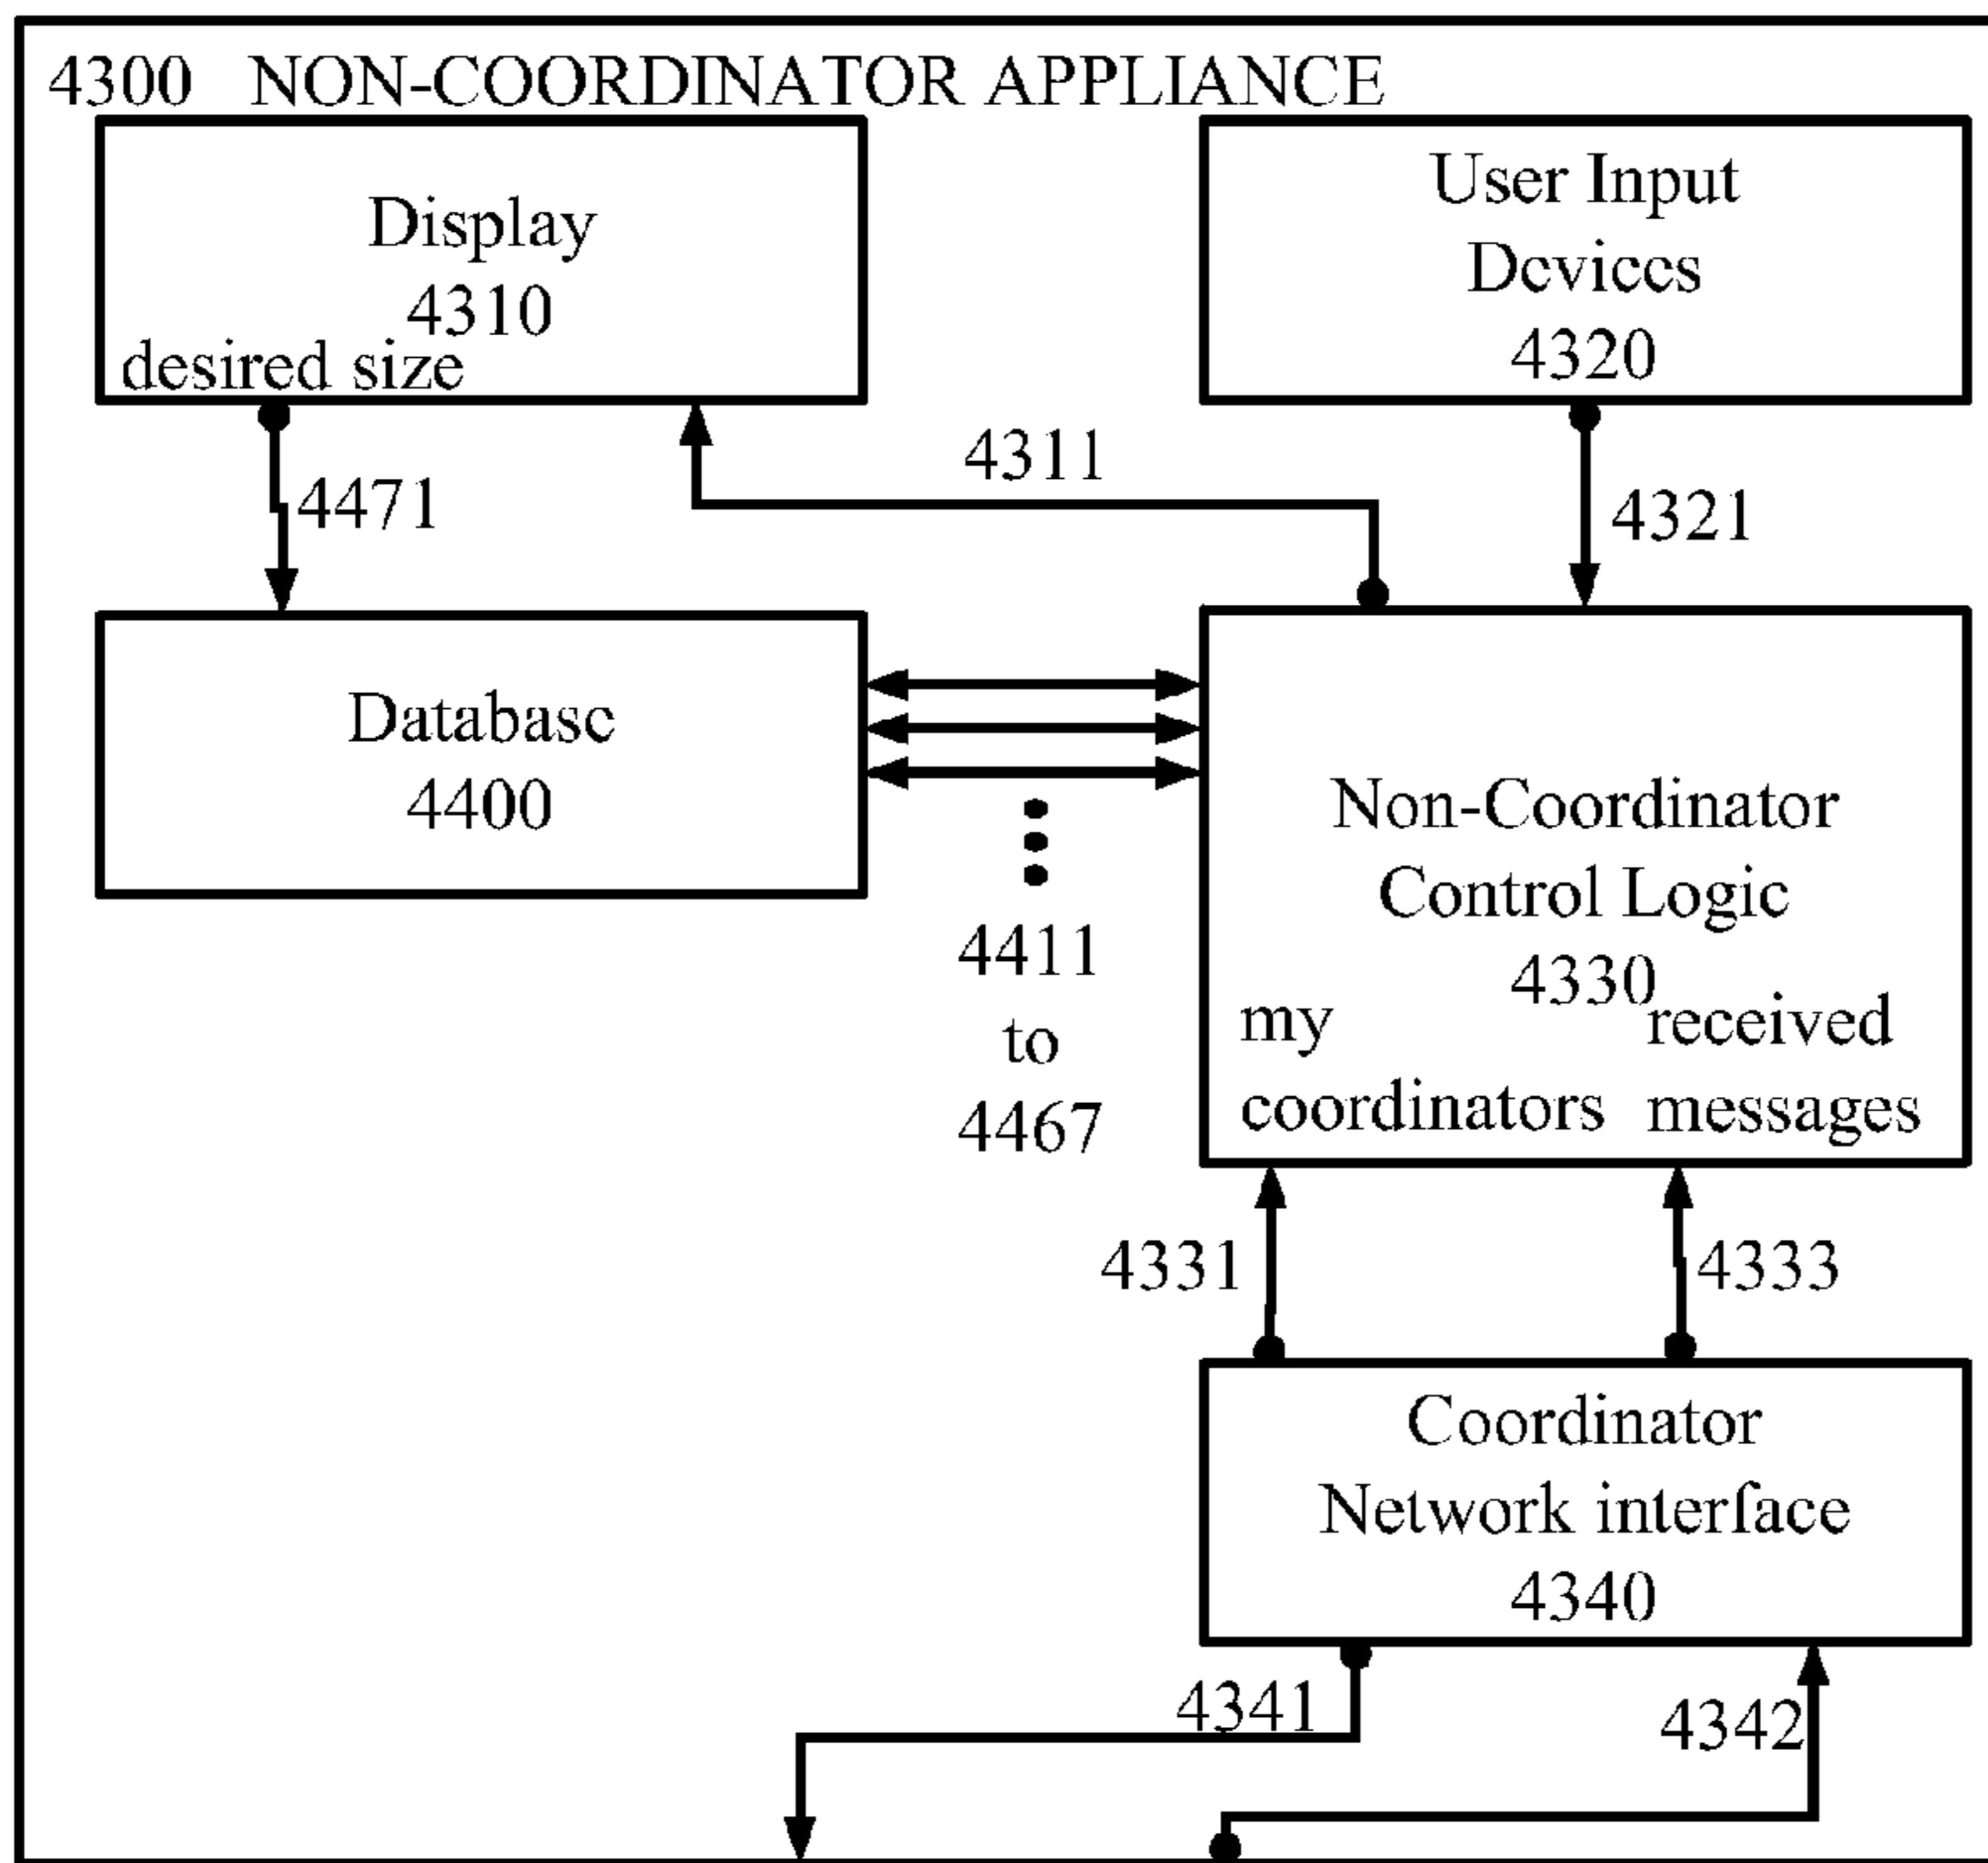 4300 NON-COORDINATOR APPLIANCE
Display
4310
desired size
User Input
Devices
4320
4311
4471
4321
Database
4400
4411
to
4467
Non-Coordinator
Control Logic
4330
my
coordinators
received
messages
4331
4333
Coordinator
Network interface
4340
4341
4342